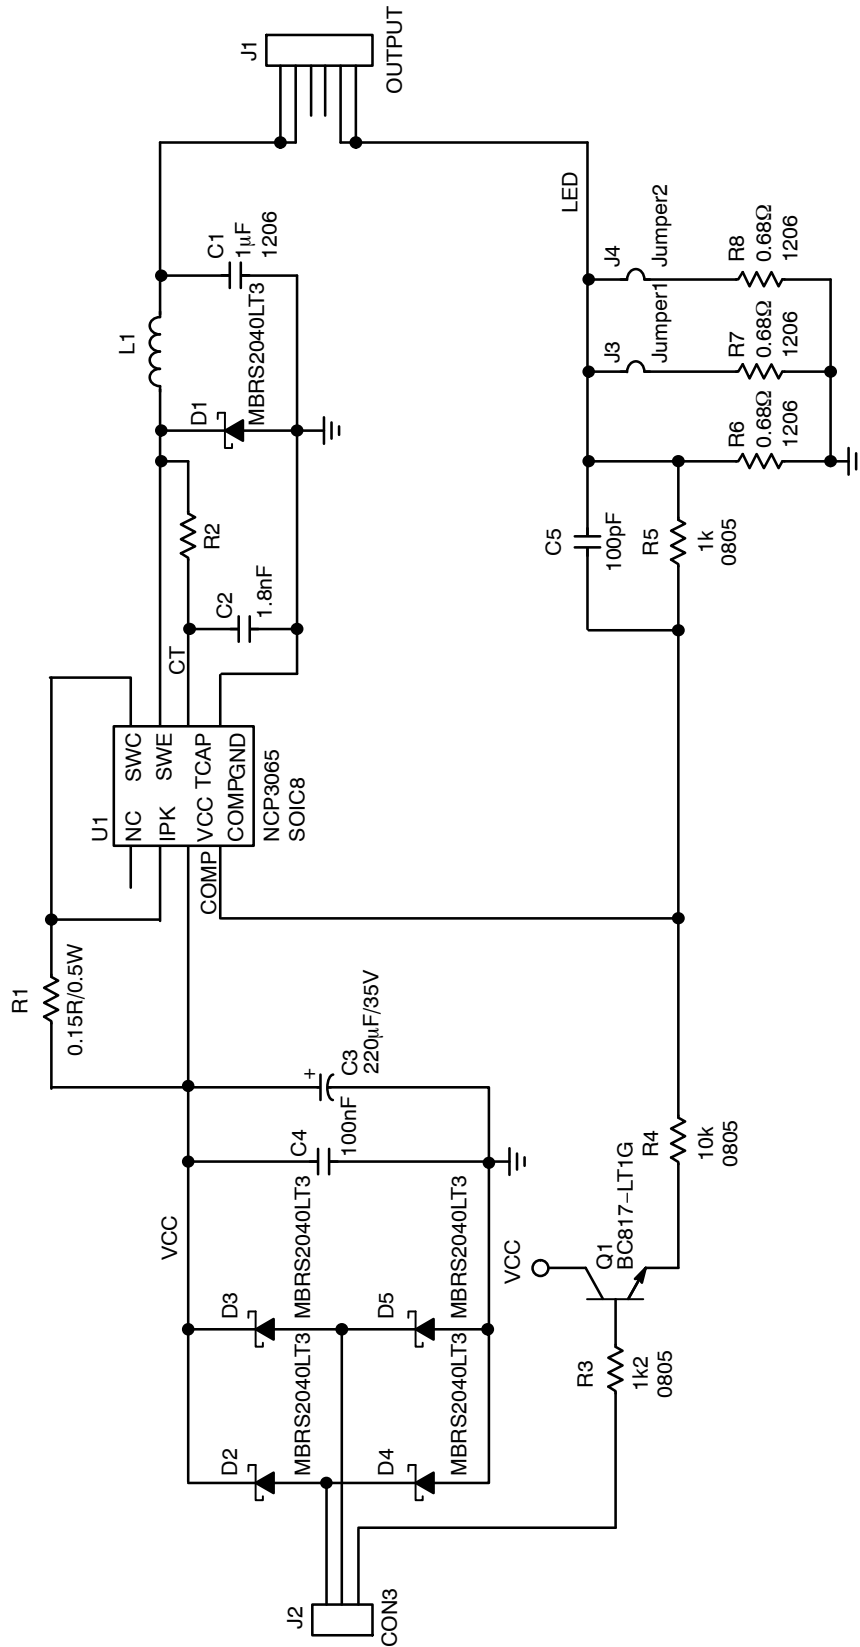 J2
CON3
D2
MBRS2040LT3
D3
MBRS2040LT3
D4
MBRS2040LT3
D5
MBRS2040LT3
VCC
C4
100nF
+
C3
220μF/35V
R1
0.15R/0.5W
U1
NC SWC
IPK SWE
VCC TCAP
COMPGND
NCP3065
SOIC8
COMP
CT
C2
1.8nF
R2
D1
MBRS2040LT3
L1
C1
1μF
1206
J1
OUTPUT
R3
1k2
0805
VCC
Q1
BC817-LT1G
R4
10k
0805
C5
100pF
R5
1k
0805
LED
J3
Jumper1
J4
Jumper2
R6
0.68Ω
1206
R7
0.68Ω
1206
R8
0.68Ω
1206